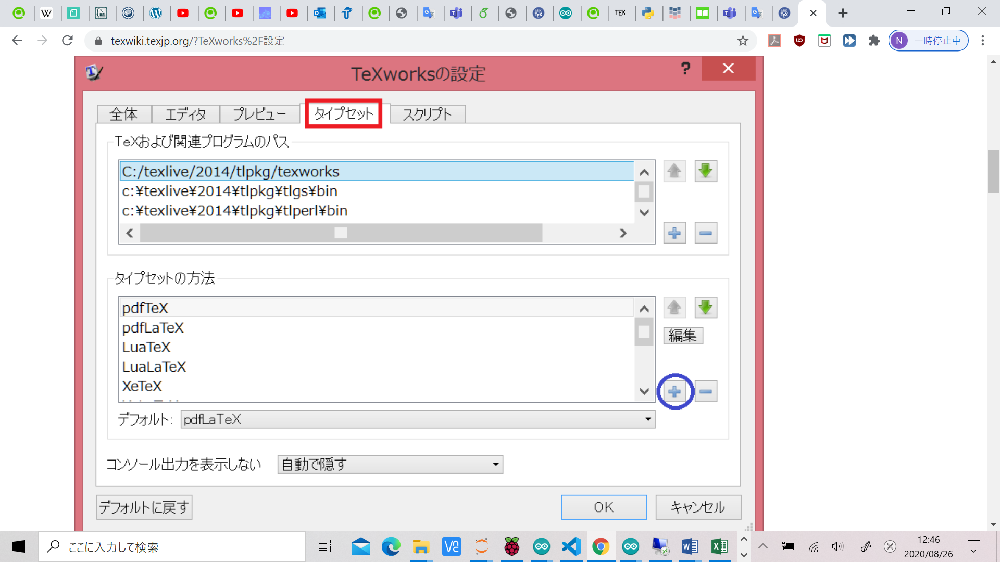 W
RSI
TEX
texwiki.texjp.org/?TeXworks%2F設定
N 一時停止中
TeXworksの設定
?
全体 エディタ プレビュー タイプセット スクリプト
TeXおよび関連プログラムのパス
C:/texlive/2014/tlpkg/texworks
c:¥texlive¥2014¥tlpkg¥tlgs¥bin
c:¥texlive¥2014¥tlpkg¥tlperl¥bin
タイプセットの方法
pdfTeX
pdfLaTeX
編集
LuaTeX
LuaLaTeX
XeTeX
デフォルト: pdfLaTeX
コンソール出力を表示しない 自動で隠す
デフォルトに戻す OK キャンセル
ここに入力して検索
12:46
2020/08/26